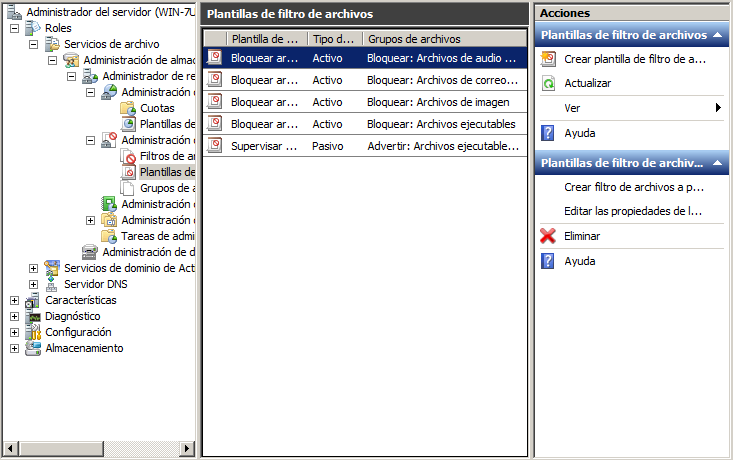 Administrador del servidor (WIN-7U
Roles
Servicios de archivo
Administración de almac
Administrador de re
Administración d
Cuotas
Plantillas de
Administración d
Filtros de ar
Plantillas de
Grupos de a
Administración d
Administración d
Tareas de admi
Administración de d
Servicios de dominio de Acti
Servidor DNS
Características
Diagnóstico
Configuración
Almacenamiento
Plantillas de filtro de archivos
Plantilla de ... Tipo d... Grupos de archivos
Bloquear ar... Activo Bloquear: Archivos de audio ...
Bloquear ar... Activo Bloquear: Archivos de correo...
Bloquear ar... Activo Bloquear: Archivos de imagen
Bloquear ar... Activo Bloquear: Archivos ejecutables
Supervisar ... Pasivo Advertir: Archivos ejecutable...
Acciones
Plantillas de filtro de archivos
Crear plantilla de filtro de a...
Actualizar
Ver
Ayuda
Plantillas de filtro de archiv...
Crear filtro de archivos a p...
Editar las propiedades de l...
Eliminar
Ayuda